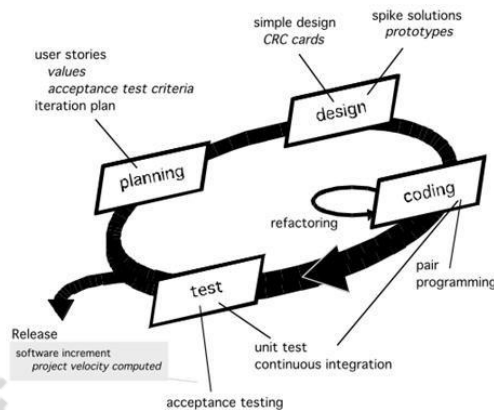 simple design
CRC cards
spike solutions
prototypes
user stories
values
acceptance test criteria
iteration plan
design
planning
coding
refactoring
test
pair
programming
Release
software increment
project velocity computed
unit test
continuous integration
acceptance testing